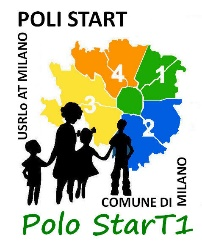 POLI START
USRLo AT MILANO
4
1
3
2
COMUNE DI
MILANO
Polo StarT1